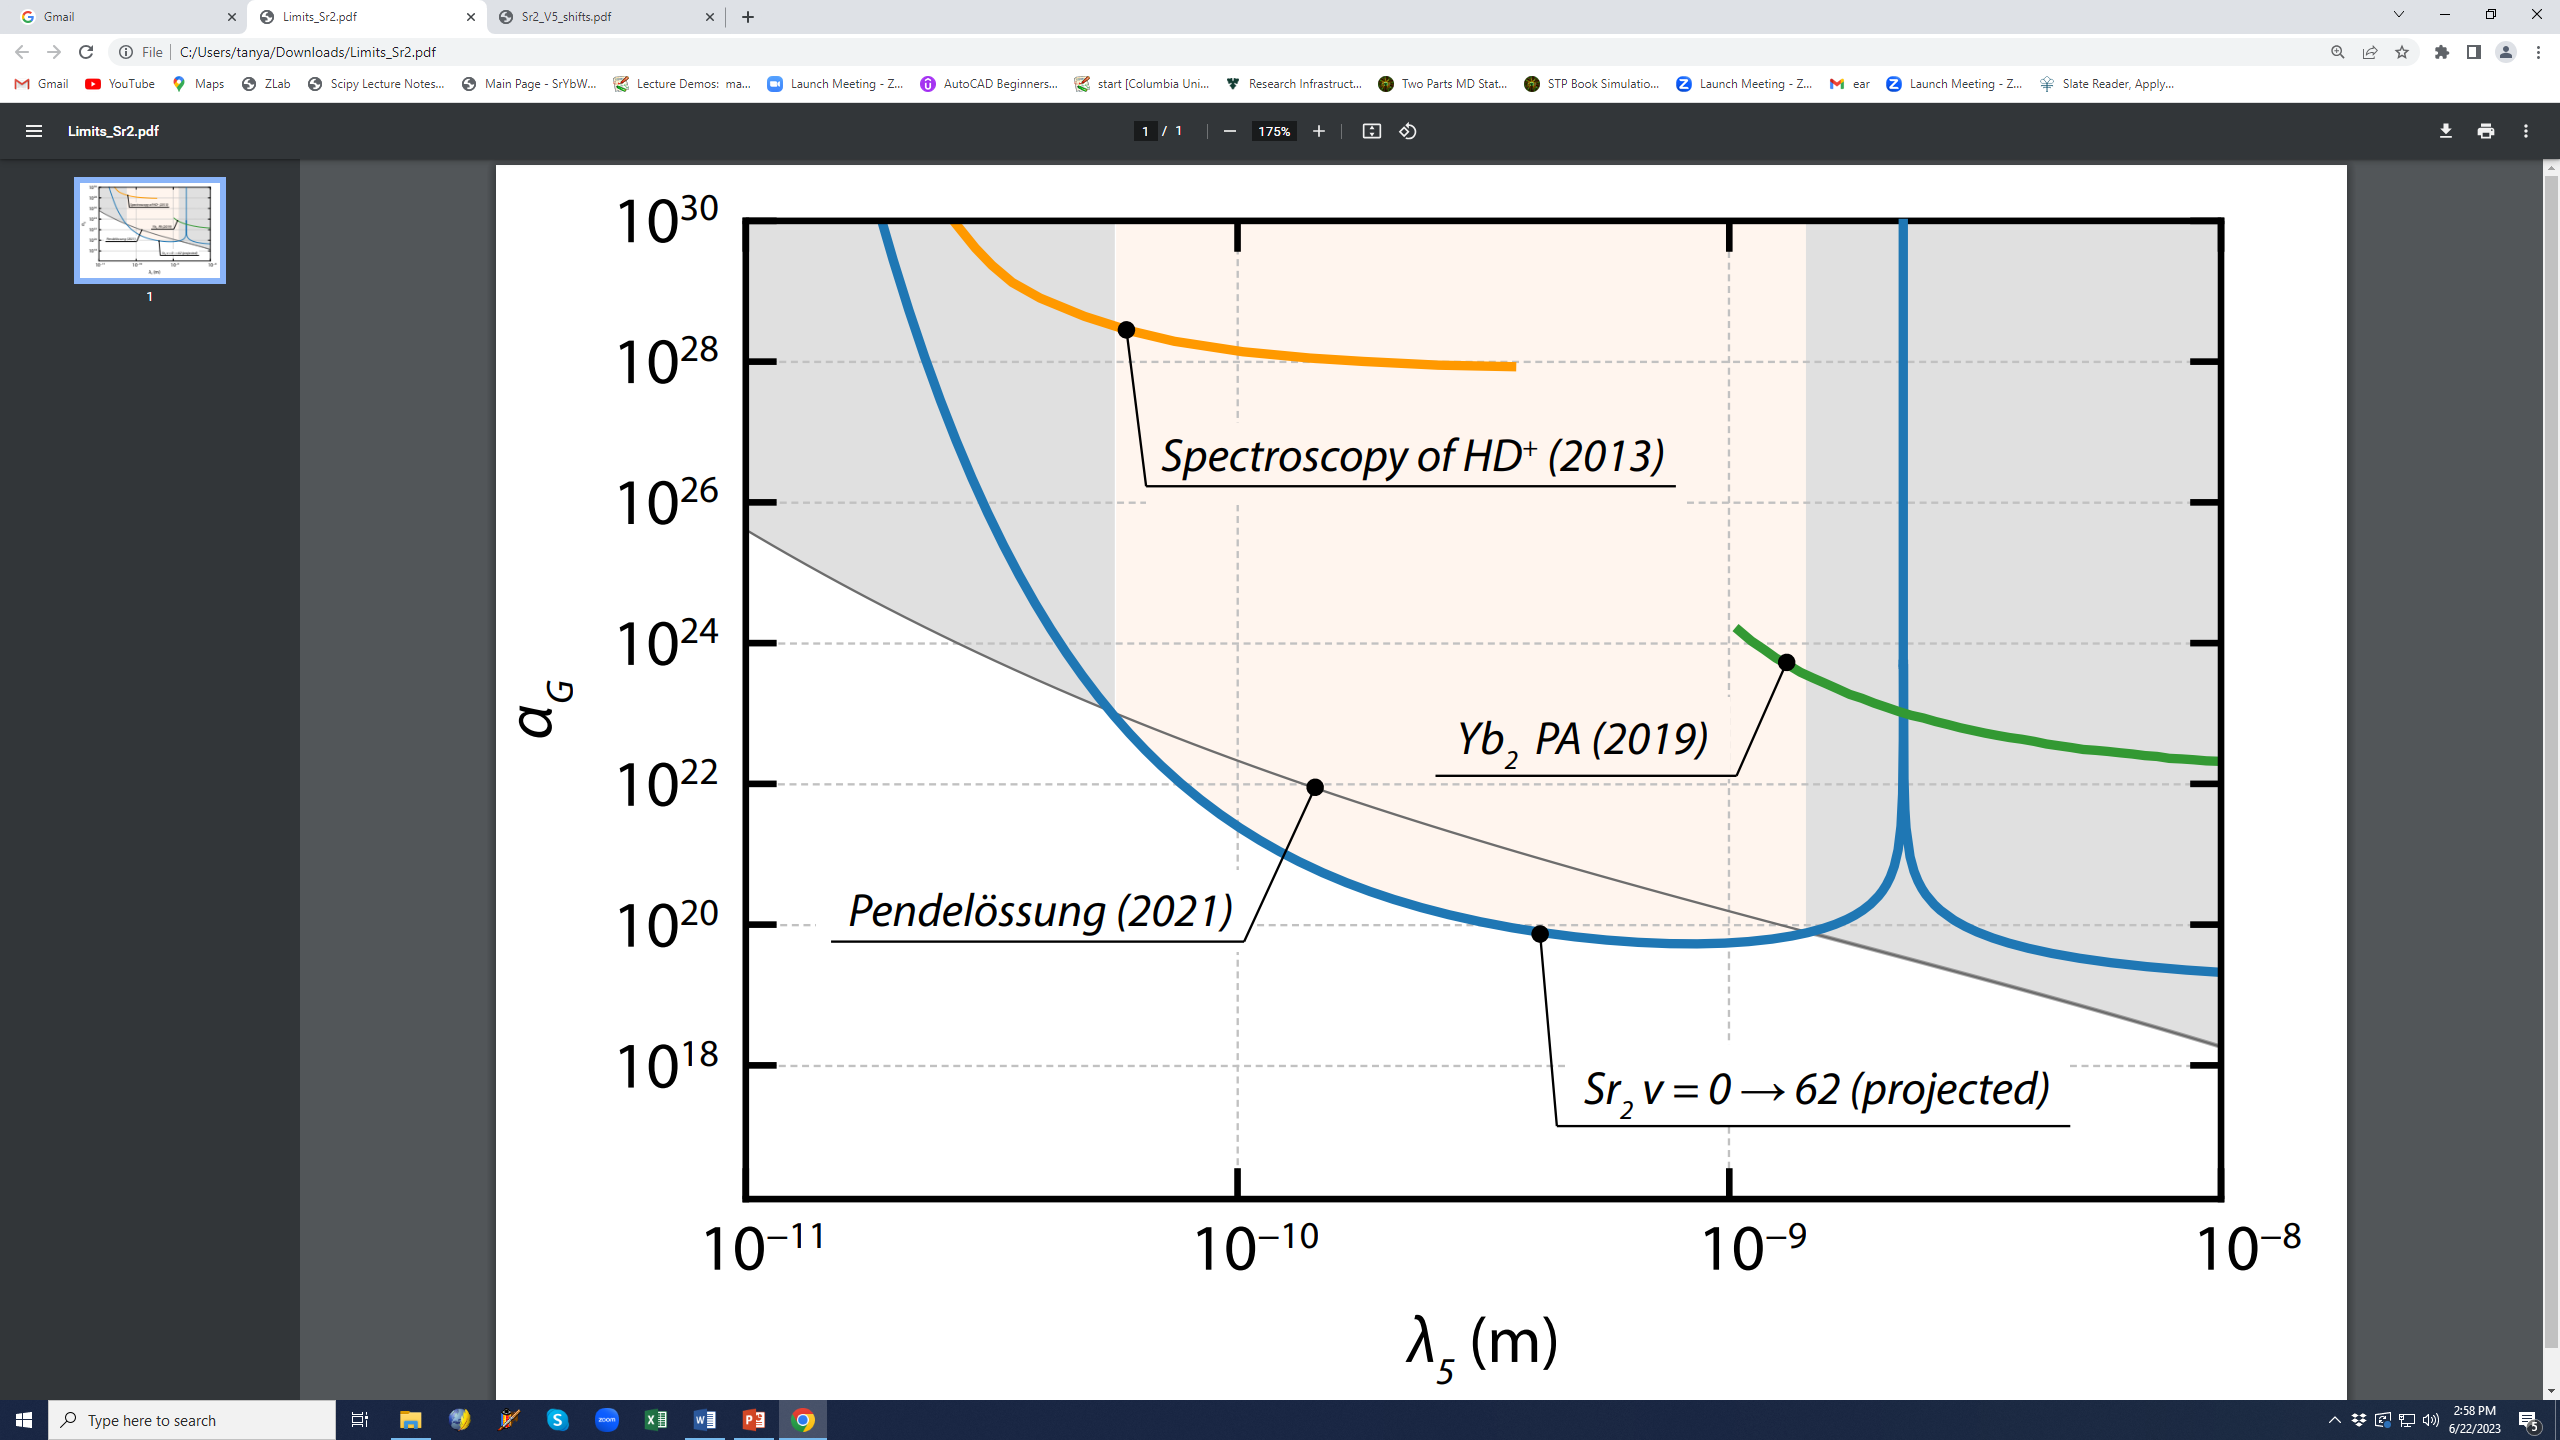 Gmail
Limits_Sr2.pdf
Sr2_V5_shifts.pdf
File
C:/Users/tanya/Downloads/Limits_Sr2.pdf
Gmail YouTube Maps ZLab Scipy Lecture Notes... Main Page - SrYbW... Lecture Demos: ma... Launch Meeting - Z... AutoCAD Beginners... start [Columbia Uni... Research Infrastruct... Two Parts MD Stat... STP Book Simulatio... Launch Meeting - Z... ear Launch Meeting - Z... Slate Reader, Apply...
Limits_Sr2.pdf
1 / 1
175%
1
10³⁰
10²⁸
10²⁶
10²⁴
10²²
10²⁰
10¹⁸
α_G
Spectroscopy of HD⁺ (2013)
Yb₂ PA (2019)
Pendelössung (2021)
Sr₂ v = 0 → 62 (projected)
10⁻¹¹ 10⁻¹⁰ 10⁻⁹ 10⁻⁸
λ₅ (m)
Type here to search
zoom
2:58 PM
6/22/2023
5